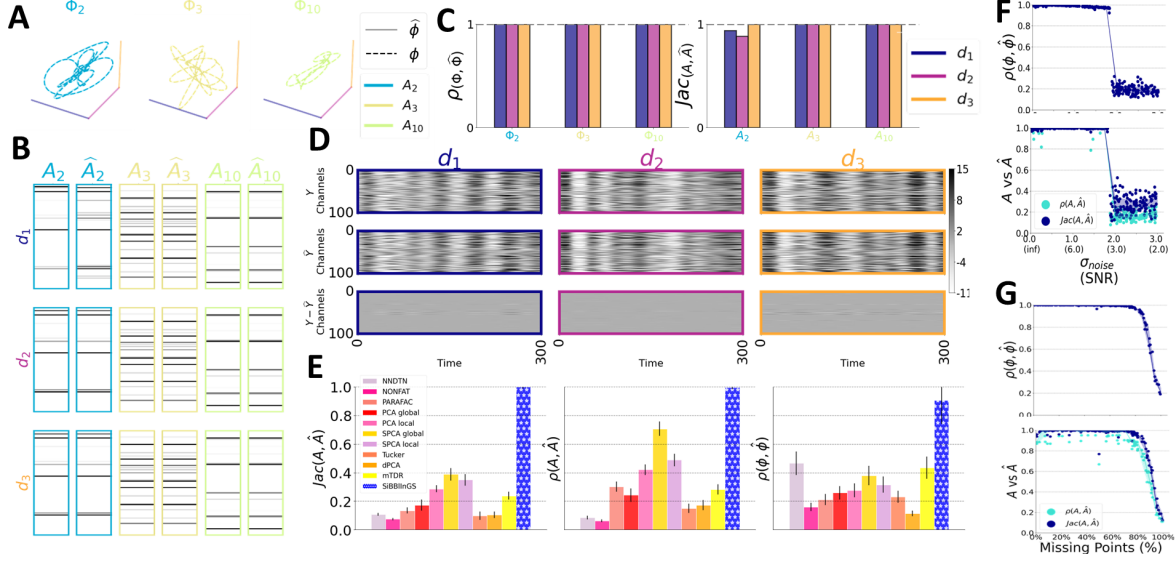 A
Φ₂
Φ₃
Φ₁₀
ϕ̂
ϕ
A₂
A₃
A₁₀
B
A₂
Â₂
A₃
Â₃
A₁₀
Â₁₀
d₁
d₂
d₃
C
ρ(Φ, Φ̂)
1
0
Φ₂
Φ₃
Φ₁₀
Jac(A, Â)
1
0
A₂
A₃
A₁₀
d₁
d₂
d₃
D
d₁
d₂
d₃
Y
Channels
0
100
Ŷ
Channels
0
100
Y − Ŷ
Channels
0
100
0
300
0
300
0
300
Time
Time
Time
15
8
2
-4
-11
E
Jac(A, Â)
1.0
0.8
0.6
0.4
0.2
0.0
NNDTN
NONFAT
PARAFAC
PCA global
PCA local
SPCA global
SPCA local
Tucker
dPCA
mTDR
SiBBlInGS
ρ(A, Â)
ρ(ϕ, ϕ̂)
F
ρ(ϕ, ϕ̂)
1.0
0.8
0.6
0.4
0.2
0.0
A vs Â
1.0
0.8
0.6
0.4
0.2
0.0
ρ(A, Â)
Jac(A, Â)
0.0 1.0 2.0 3.0
(inf) (6.0) (3.0) (2.0)
σnoise
(SNR)
G
ρ(ϕ, ϕ̂)
1.0
0.8
0.6
0.4
0.2
0.0
A vs Â
1.0
0.8
0.6
0.4
0.2
0.0
ρ(A, Â)
Jac(A, Â)
0% 20% 40% 60% 80% 100%
Missing Points (%)